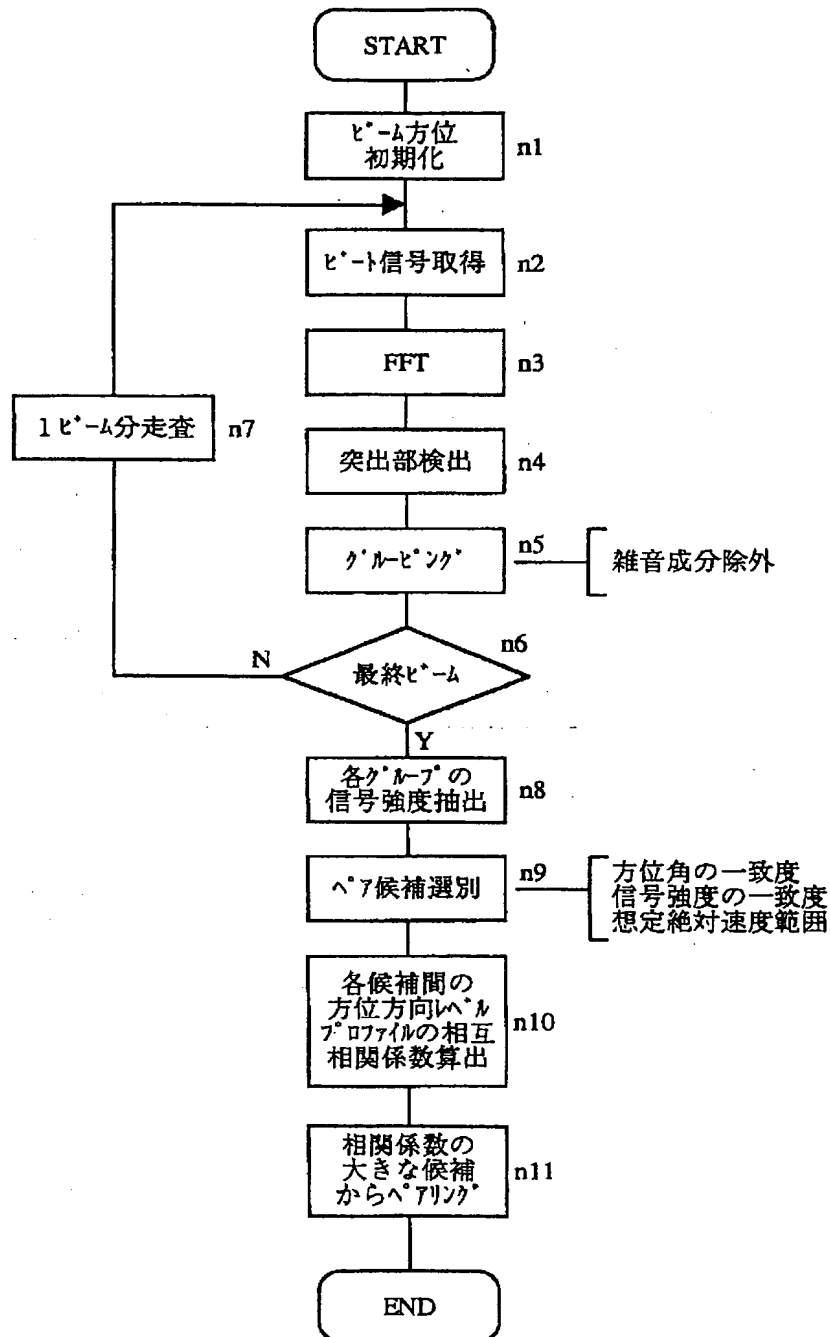 START
ﾋﾞｰﾑ方位
初期化
n1
ﾋﾞｰﾄ信号取得
n2
FFT
n3
1ﾋﾞｰﾑ分走査
n7
突出部検出
n4
ｸﾞﾙｰﾋﾟﾝｸﾞ
n5
雑音成分除外
最終ﾋﾞｰﾑ
n6
N
Y
各ｸﾞﾙｰﾌﾟの
信号強度抽出
n8
ﾍﾟｱ候補選別
n9
方位角の一致度
信号強度の一致度
想定絶対速度範囲
各候補間の
方位方向ﾚﾍﾞﾙ
ﾌﾟﾛﾌｧｲﾙの相互
相関係数算出
n10
相関係数の
大きな候補
からﾍﾟｱﾘﾝｸﾞ
n11
END